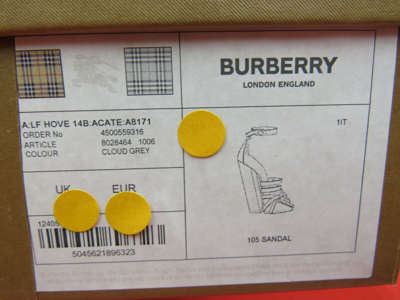 BURBERRY
LONDON ENGLAND
A:LF HOVE 14B:ACATE:A8171
ORDER No 4500559316
ARTICLE 8028464 1006
COLOUR CLOUD GREY
1IT
UK EUR
5045621896323
105 SANDAL